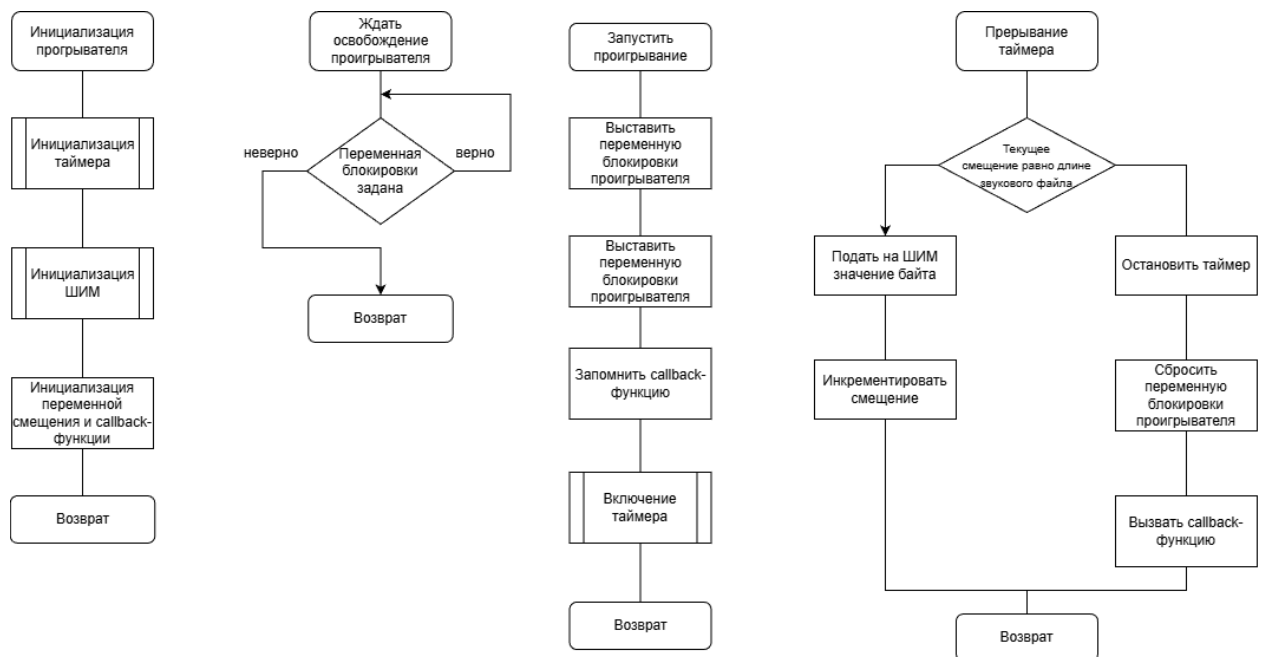 Инициализация
прогрывателя
Инициализация
таймера
Инициализация
ШИМ
Инициализация
переменной
смещения и callback-
функции
Возврат
Ждать
освобождение
проигрывателя
неверно
Переменная
блокировки
задана
верно
Возврат
Запустить
проигрывание
Выставить
переменную
блокировки
проигрывателя
Выставить
переменную
блокировки
проигрывателя
Запомнить callback-
функцию
Включение
таймера
Возврат
Прерывание
таймера
Текущее
смещение равно длине
звукового файла
Подать на ШИМ
значение байта
Инкрементировать
смещение
Остановить таймер
Сбросить
переменную
блокировки
проигрывателя
Вызвать callback-
функцию
Возврат